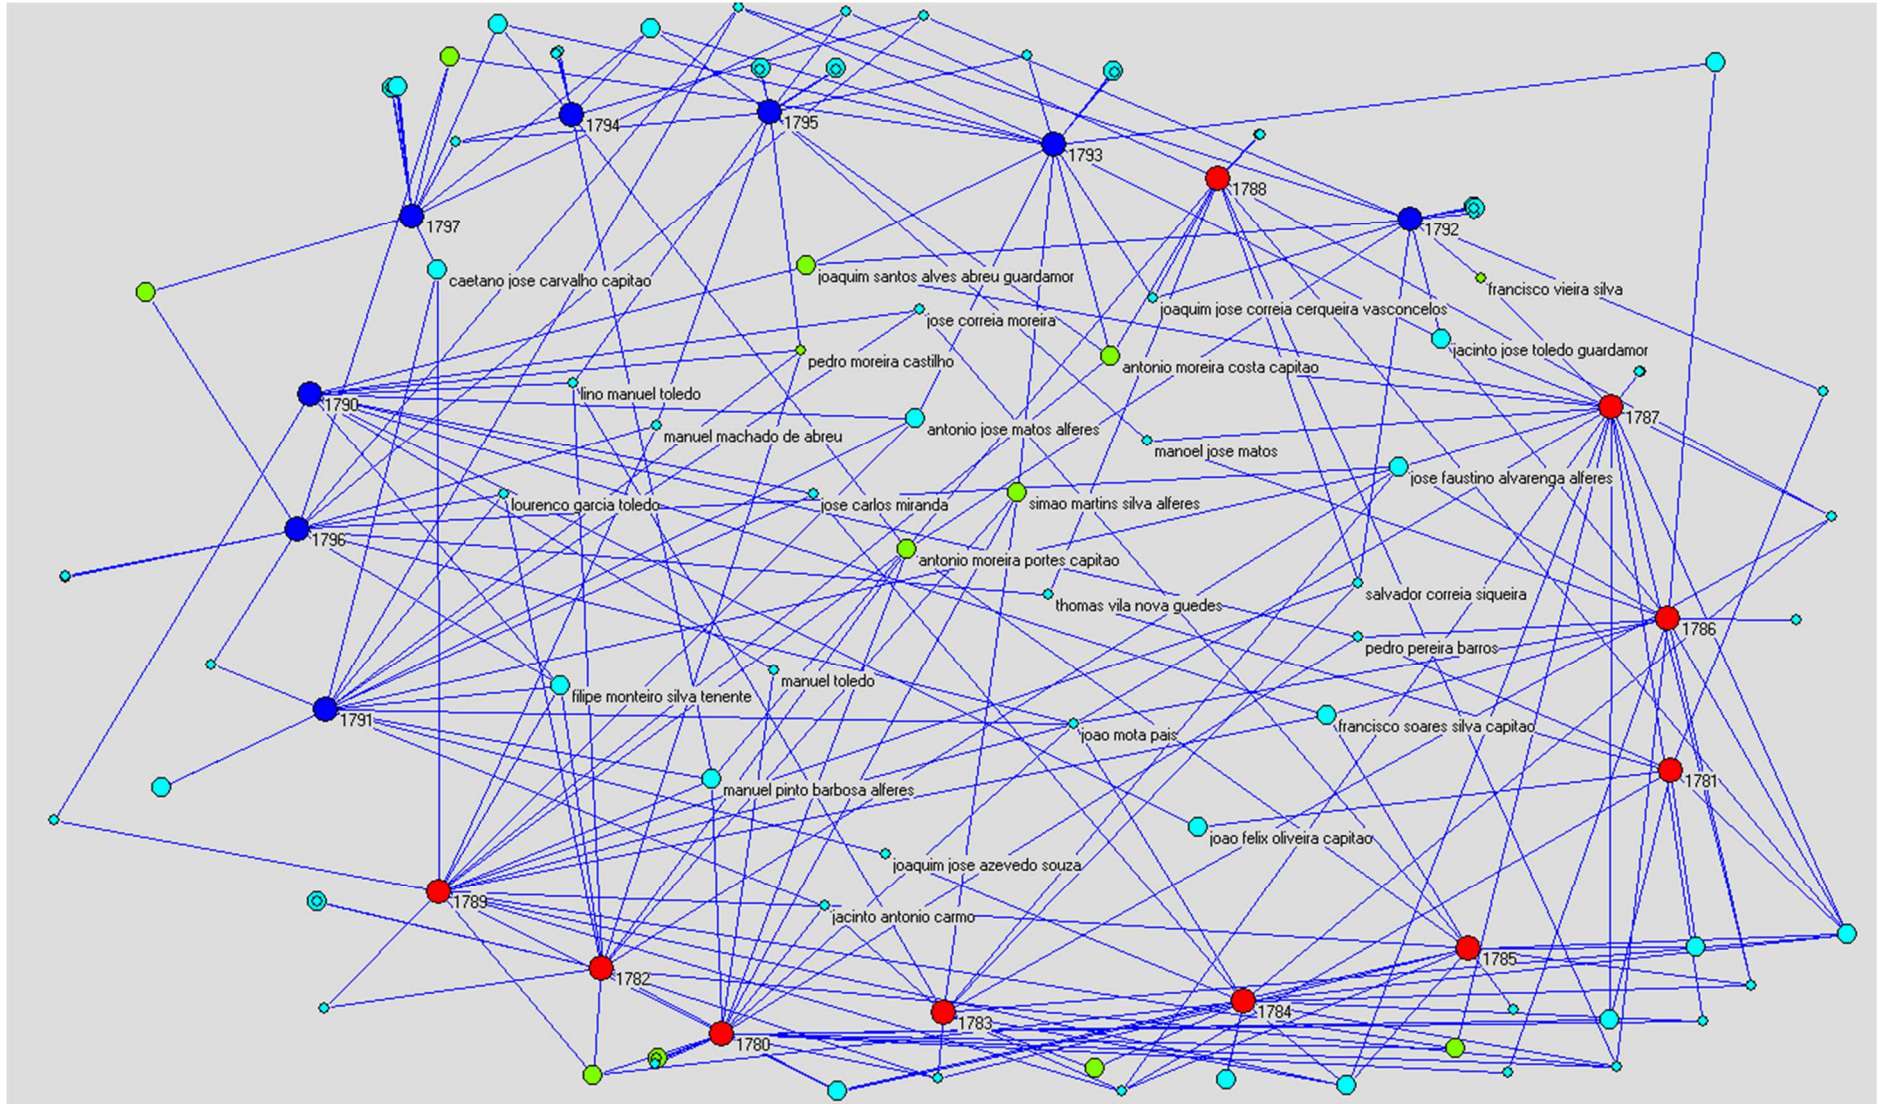 1794
1795
1793
1788
1792
1797
caetano jose carvalho capitao
joaquim santos alves abreu guardamor
francisco vieira silva
joaquim jose correia cerqueira vasconcelos
jose correia moreira
jacinto jose toledo guardamor
pedro moreira castilho
antonio moreira costa capitao
lino manuel toledo
1790
1787
antonio jose matos alferes
manuel machado de abreu
manoel jose matos
jose faustino alvarenga alferes
lourenco garcia toledo
jose carlos miranda
simao martins silva alferes
1796
antonio moreira portes capitao
salvador correia siqueira
thomas vila nova guedes
1786
pedro pereira barros
manuel toledo
filipe monteiro silva tenente
1791
francisco soares silva capitao
joao mota pais
1781
manuel pinto barbosa alferes
joao felix oliveira capitao
joaquim jose azevedo souza
1789
jacinto antonio carmo
1785
1782
1784
1783
1780